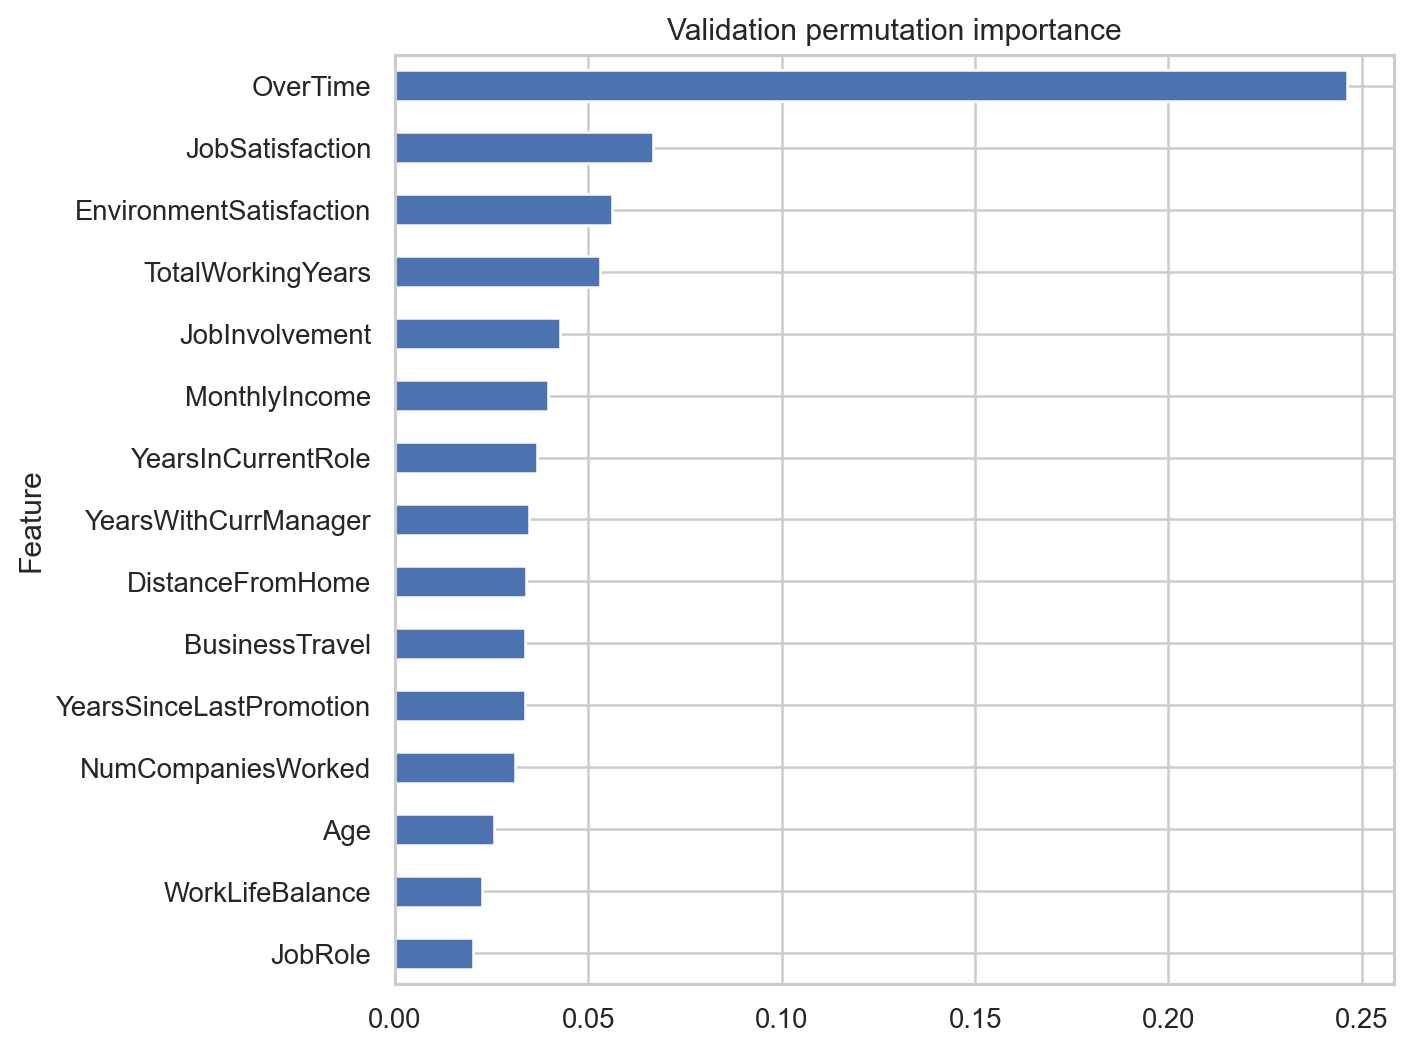 Validation permutation importance
OverTime
JobSatisfaction
EnvironmentSatisfaction
TotalWorkingYears
JobInvolvement
MonthlyIncome
YearsInCurrentRole
YearsWithCurrManager
DistanceFromHome
BusinessTravel
YearsSinceLastPromotion
NumCompaniesWorked
Age
WorkLifeBalance
JobRole
Feature
0.00 0.05 0.10 0.15 0.20 0.25